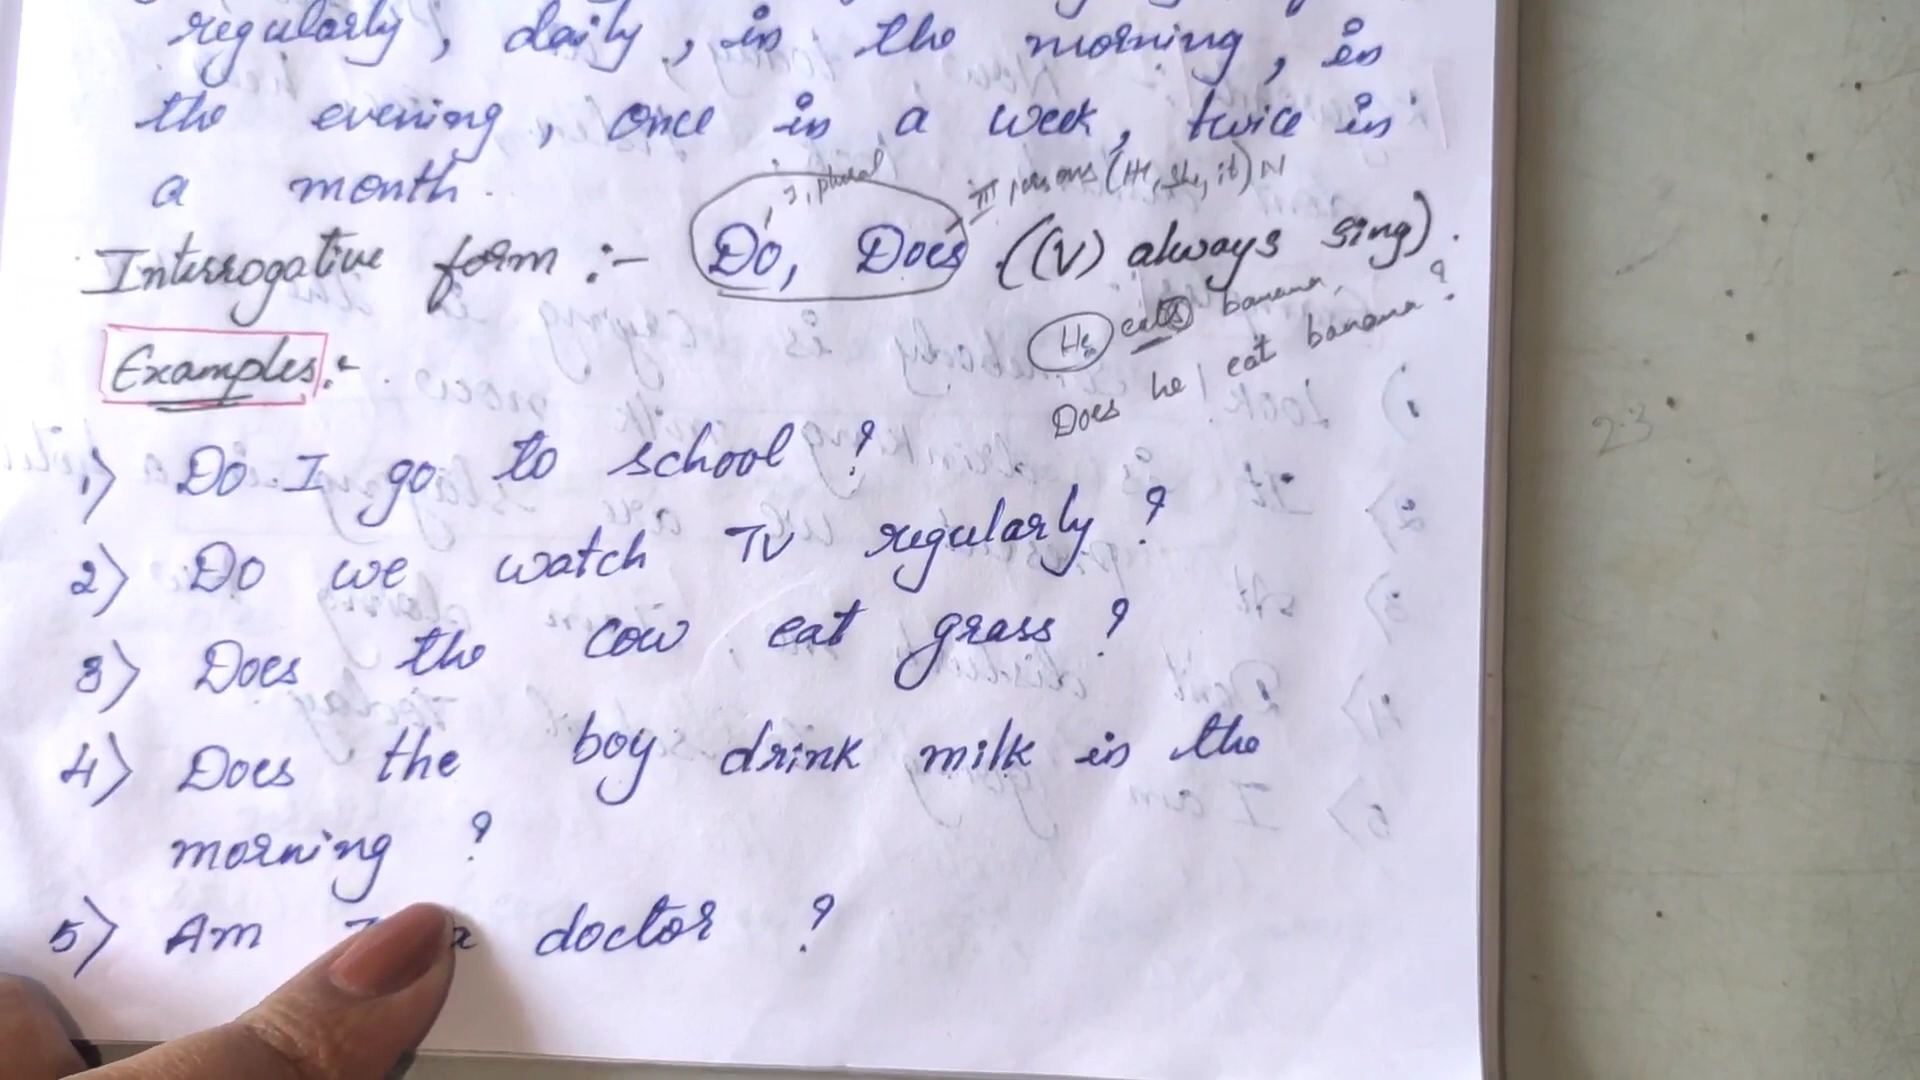 regularly, daily, in the morning, in
the evening, once in a week, twice in
a month.
I, plural
III persons (He, She, it) N
Interrogative form :- Do, Does ((V) always sing).
He eats banana.
Does he eat banana?
Examples:-
1) Do I go to school ?
2) Do we watch TV regularly ?
3) Does the cow eat grass ?
4) Does the boy drink milk in the
morning ?
5) Am I a doctor ?